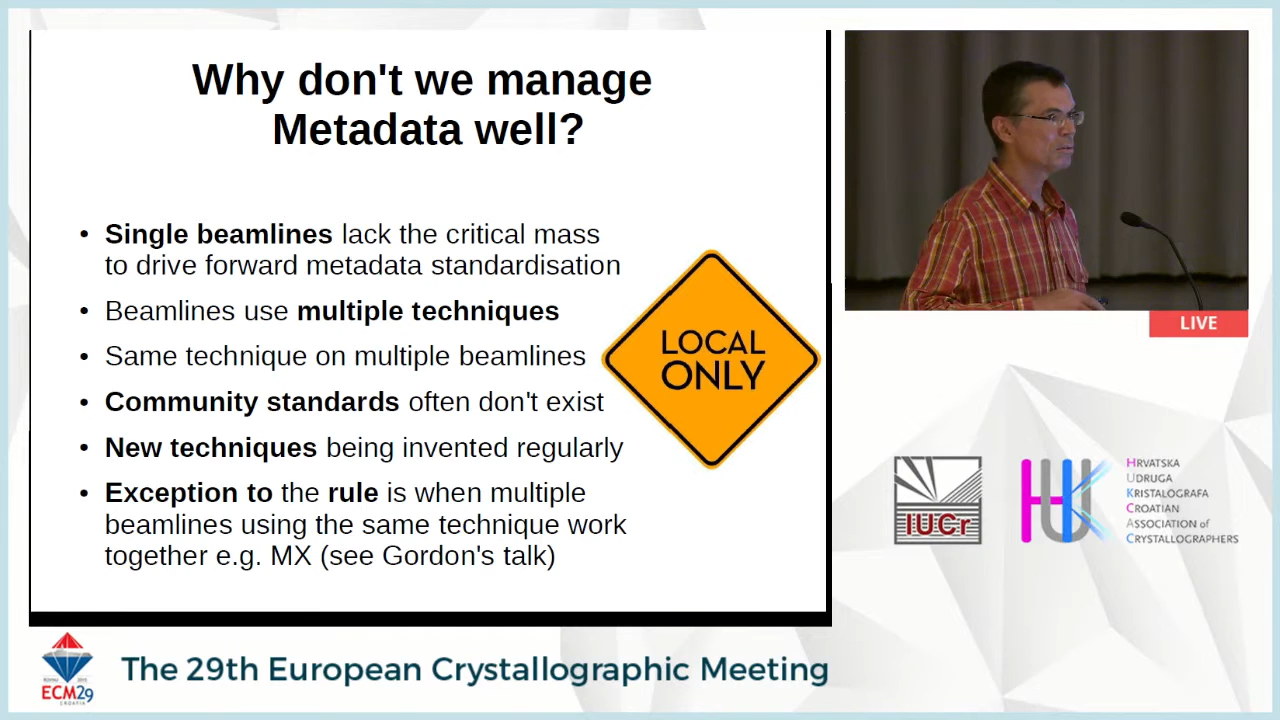 Why don't we manage
Metadata well?
• Single beamlines lack the critical mass
to drive forward metadata standardisation
• Beamlines use multiple techniques
• Same technique on multiple beamlines
• Community standards often don't exist
• New techniques being invented regularly
• Exception to the rule is when multiple
beamlines using the same technique work
together e.g. MX (see Gordon's talk)
LOCAL
ONLY
LIVE
IUCr
HUK
HRVATSKA
UDRUGA
KRISTALOGRAFA
CROATIAN
ASSOCIATION of
CRYSTALLOGRAPHERS
ECM29
CROATIA
The 29th European Crystallographic Meeting